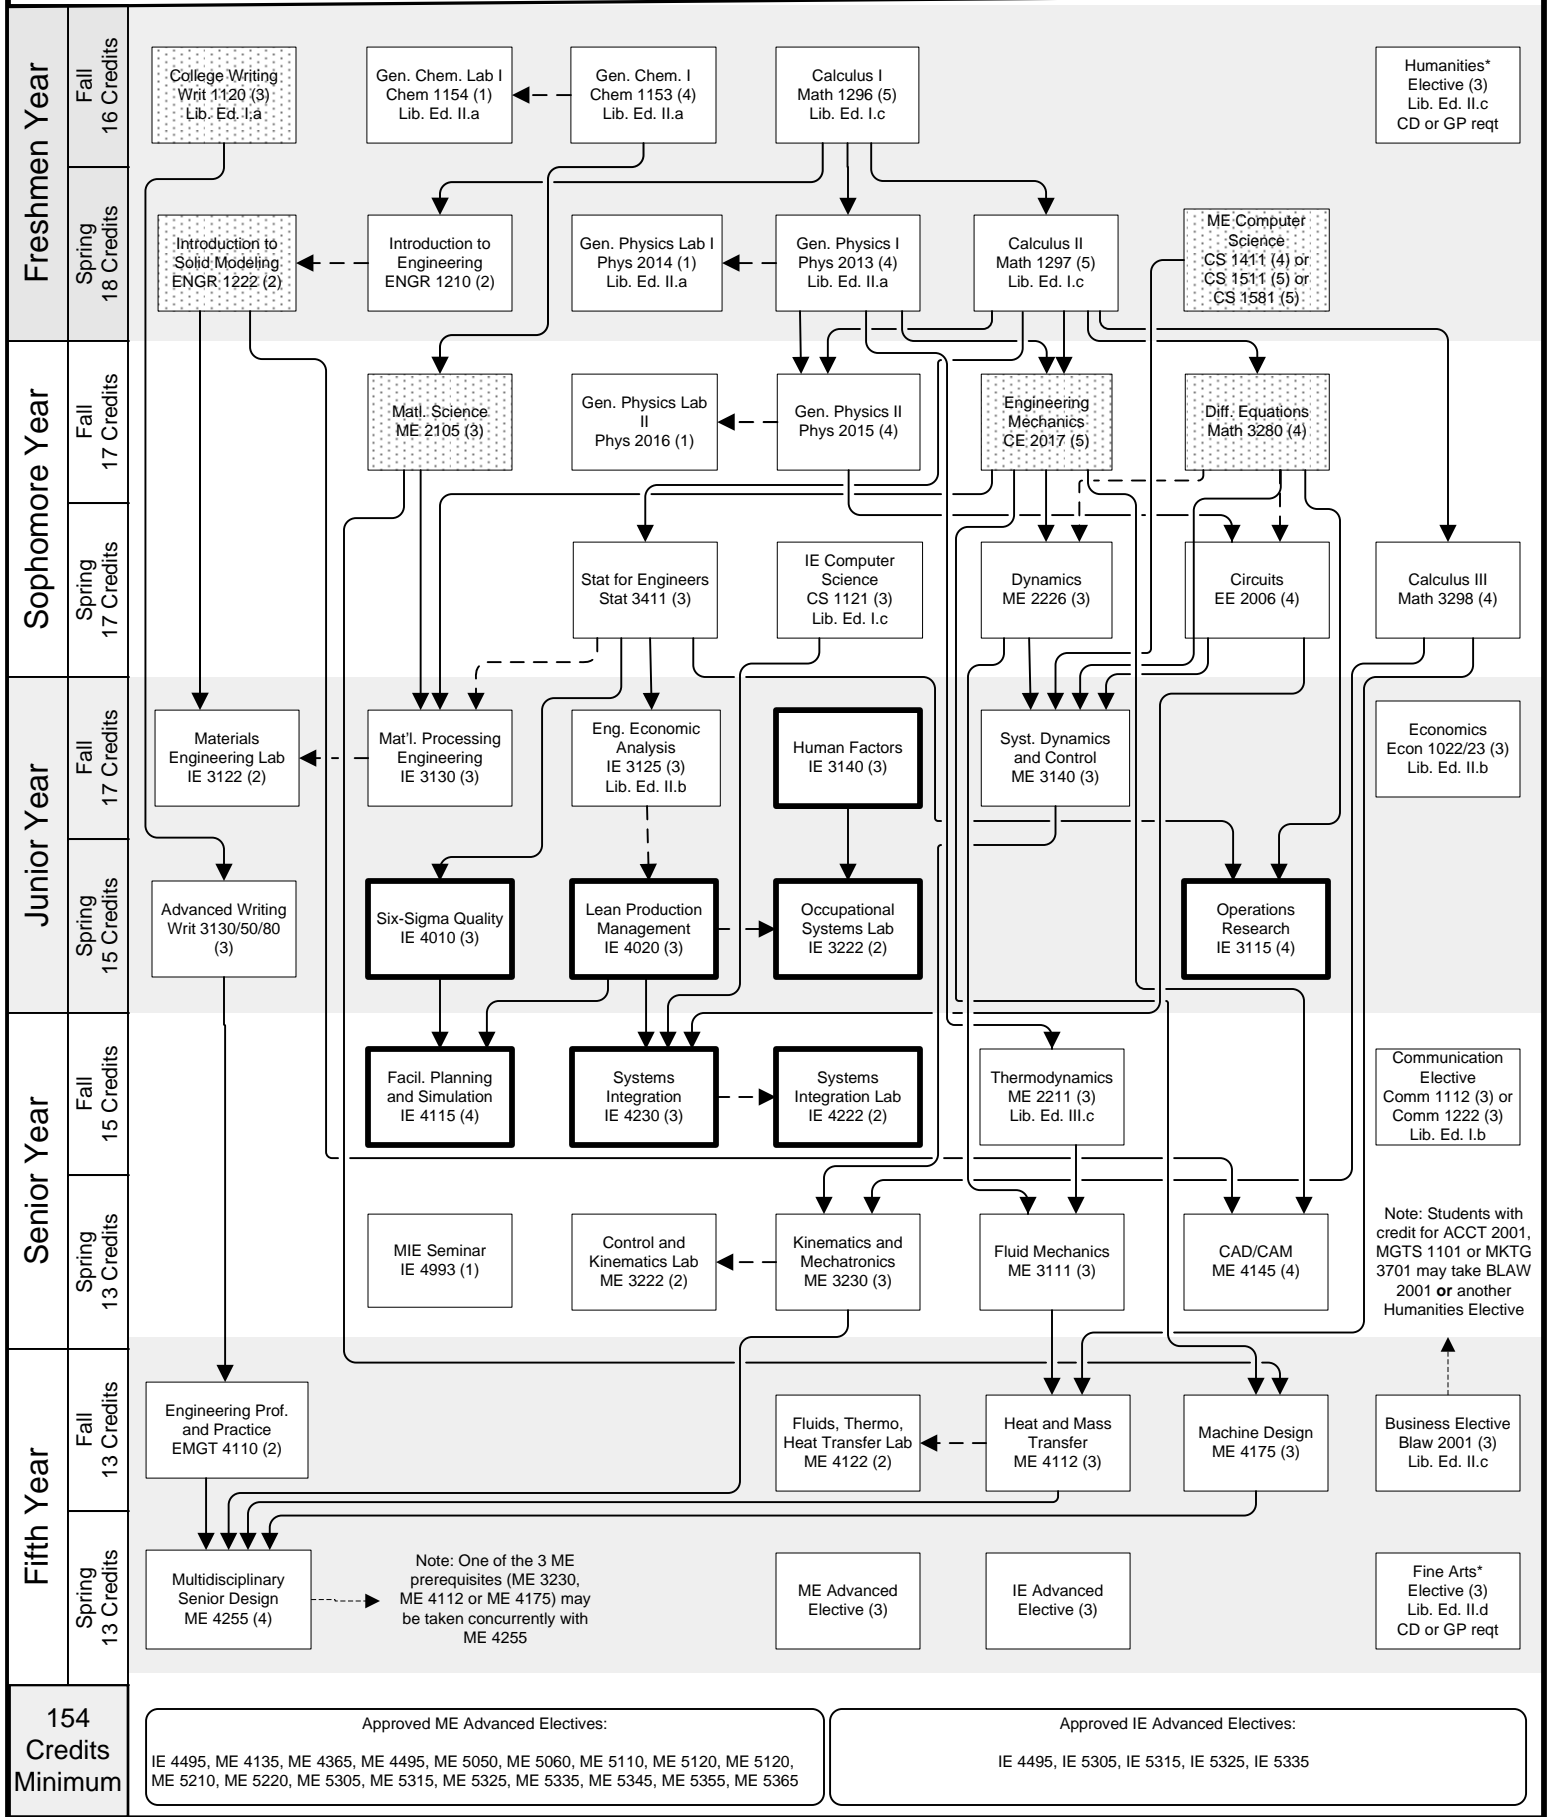 Freshmen Year
Fall
16 Credits
College Writing
Writ 1120 (3)
Lib. Ed. I.a
Gen. Chem. Lab I
Chem 1154 (1)
Lib. Ed. II.a
Gen. Chem. I
Chem 1153 (4)
Lib. Ed. II.a
Calculus I
Math 1296 (5)
Lib. Ed. I.c
Humanities*
Elective (3)
Lib. Ed. II.c
CD or GP reqt
Spring
18 Credits
Introduction to
Solid Modeling
ENGR 1222 (2)
Introduction to
Engineering
ENGR 1210 (2)
Gen. Physics Lab I
Phys 2014 (1)
Lib. Ed. II.a
Gen. Physics I
Phys 2013 (4)
Lib. Ed. II.a
Calculus II
Math 1297 (5)
Lib. Ed. I.c
ME Computer
Science
CS 1411 (4) or
CS 1511 (5) or
CS 1581 (5)
Sophomore Year
Fall
17 Credits
Matl. Science
ME 2105 (3)
Gen. Physics Lab
II
Phys 2016 (1)
Gen. Physics II
Phys 2015 (4)
Engineering
Mechanics
CE 2017 (5)
Diff. Equations
Math 3280 (4)
Spring
17 Credits
Stat for Engineers
Stat 3411 (3)
IE Computer
Science
CS 1121 (3)
Lib. Ed. I.c
Dynamics
ME 2226 (3)
Circuits
EE 2006 (4)
Calculus III
Math 3298 (4)
Junior Year
Fall
17 Credits
Materials
Engineering Lab
IE 3122 (2)
Mat'l. Processing
Engineering
IE 3130 (3)
Eng. Economic
Analysis
IE 3125 (3)
Lib. Ed. II.b
Human Factors
IE 3140 (3)
Syst. Dynamics
and Control
ME 3140 (3)
Economics
Econ 1022/23 (3)
Lib. Ed. II.b
Spring
15 Credits
Advanced Writing
Writ 3130/50/80
(3)
Six-Sigma Quality
IE 4010 (3)
Lean Production
Management
IE 4020 (3)
Occupational
Systems Lab
IE 3222 (2)
Operations
Research
IE 3115 (4)
Senior Year
Fall
15 Credits
Facil. Planning
and Simulation
IE 4115 (4)
Systems
Integration
IE 4230 (3)
Systems
Integration Lab
IE 4222 (2)
Thermodynamics
ME 2211 (3)
Lib. Ed. III.c
Communication
Elective
Comm 1112 (3) or
Comm 1222 (3)
Lib. Ed. I.b
Spring
13 Credits
MIE Seminar
IE 4993 (1)
Control and
Kinematics Lab
ME 3222 (2)
Kinematics and
Mechatronics
ME 3230 (3)
Fluid Mechanics
ME 3111 (3)
CAD/CAM
ME 4145 (4)
Note: Students with
credit for ACCT 2001,
MGTS 1101 or MKTG
3701 may take BLAW
2001 or another
Humanities Elective
Fifth Year
Fall
13 Credits
Engineering Prof.
and Practice
EMGT 4110 (2)
Fluids, Thermo,
Heat Transfer Lab
ME 4122 (2)
Heat and Mass
Transfer
ME 4112 (3)
Machine Design
ME 4175 (3)
Business Elective
Blaw 2001 (3)
Lib. Ed. II.c
Spring
13 Credits
Multidisciplinary
Senior Design
ME 4255 (4)
Note: One of the 3 ME
prerequisites (ME 3230,
ME 4112 or ME 4175) may
be taken concurrently with
ME 4255
ME Advanced
Elective (3)
IE Advanced
Elective (3)
Fine Arts*
Elective (3)
Lib. Ed. II.d
CD or GP reqt
154
Credits
Minimum
Approved ME Advanced Electives:
IE 4495, ME 4135, ME 4365, ME 4495, ME 5050, ME 5060, ME 5110, ME 5120, ME 5120,
ME 5210, ME 5220, ME 5305, ME 5315, ME 5325, ME 5335, ME 5345, ME 5355, ME 5365
Approved IE Advanced Electives:
IE 4495, IE 5305, IE 5315, IE 5325, IE 5335